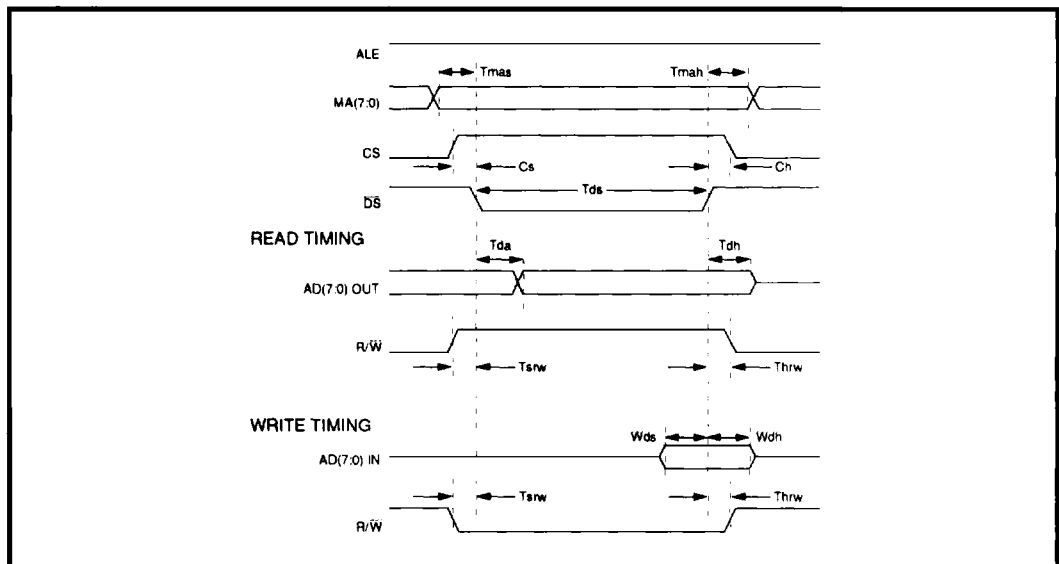 ALE
Tmas
Tmah
MA(7:0)
CS
Cs
Ch
Tds
D̅S̅
READ TIMING
Tda
Tdh
AD(7:0) OUT
R/W̅
Tsrw
Thrw
WRITE TIMING
Wds
Wdh
AD(7:0) IN
Tsrw
Thrw
R/W̅